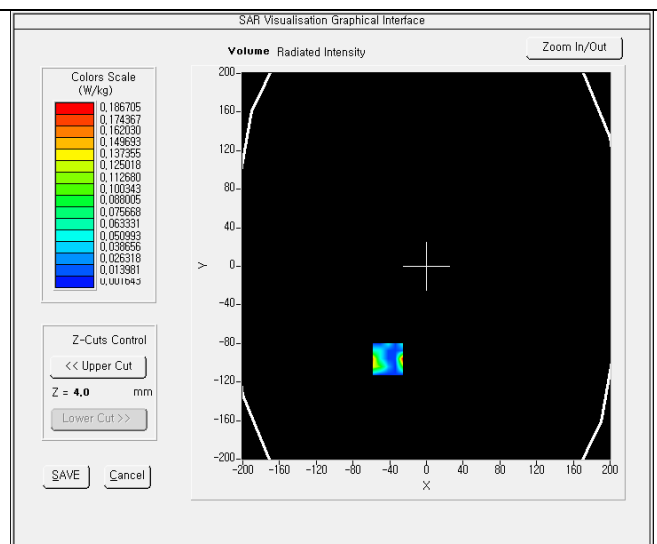 SAR Visualisation Graphical Interface
Volume Radiated Intensity
Zoom In/Out
Colors Scale
(W/kg)
0,186705
0,174367
0,162030
0,149693
0,137355
0,125018
0,112680
0,100343
0,088005
0,075668
0,063331
0,050993
0,038656
0,026318
0,013981
0,001643
Z-Cuts Control
<< Upper Cut
Z = 4.0 mm
Lower Cut >>
SAVE
Cancel
200-
160-
120-
80-
40-
0-
-40-
-80-
-120-
-160-
-200-
Y
-200 -160 -120 -80 -40 0 40 80 120 160 200
X